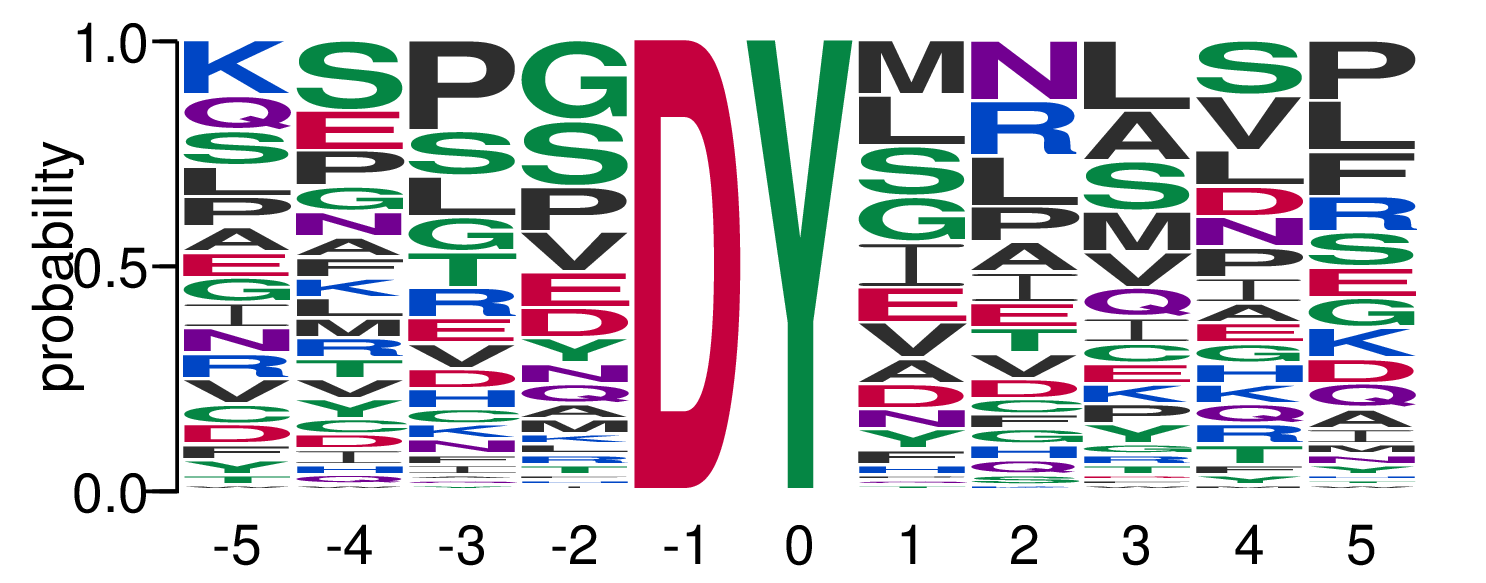 probability
1.0
0.5
0.0
K Q S L P A E G I N R V C D F Y T
S E P G N A F K L M R T V Y C D I H Q
P S L G T R E V D H C K N F I
G S P V E D Y N Q A M K L R T
D
Y
M L S G I E V A D N Y F H
N R L P A I E T V D C F G H Q S
L A S M V Q I C E K P Y G R T
S V L D N P I A E G H K Q R T F Y
P L F R S E G K D Q A I M N Y T
-5 -4 -3 -2 -1 0 1 2 3 4 5